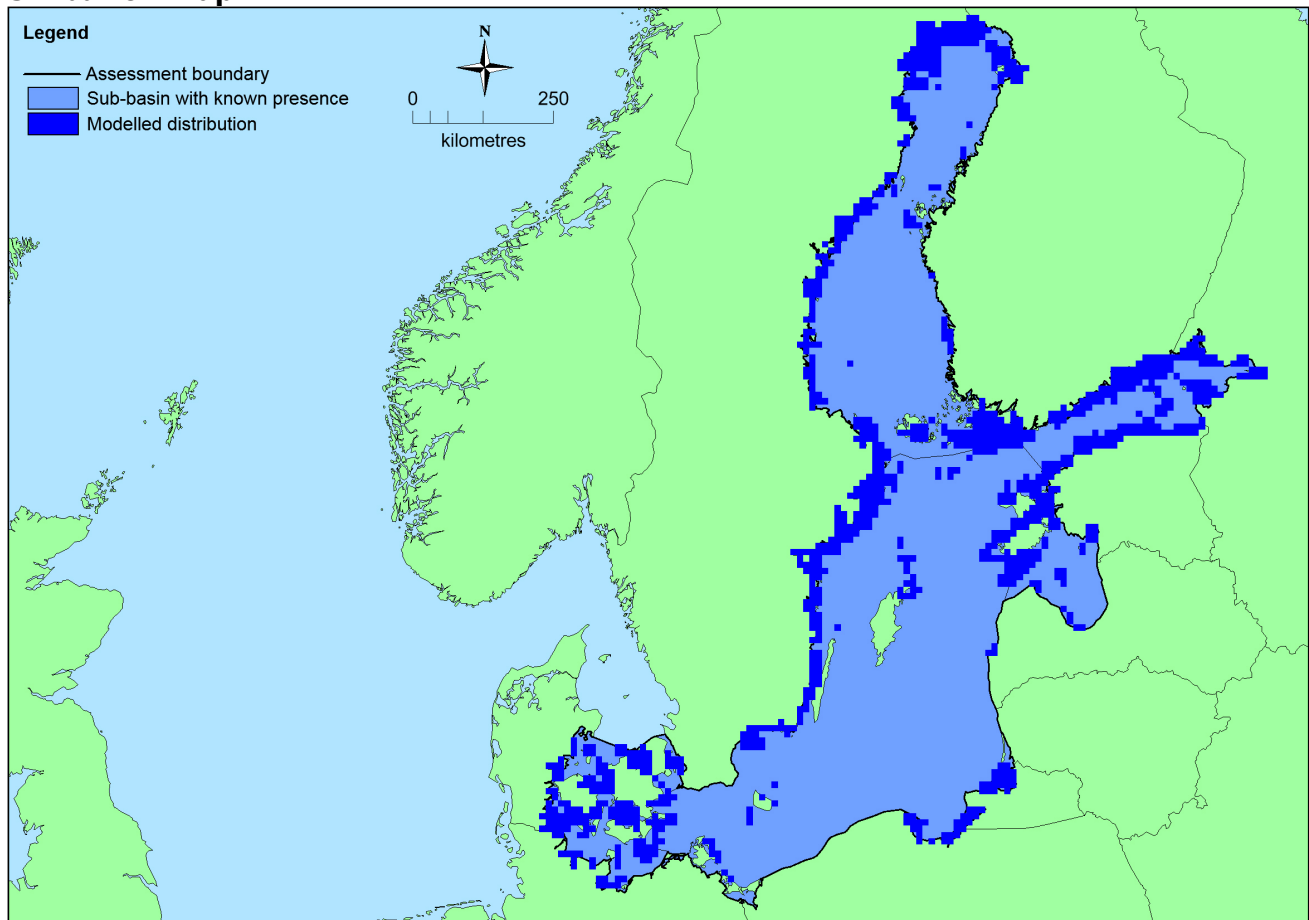 Legend
N
Assessment boundary
Sub-basin with known presence
Modelled distribution
0 250
kilometres